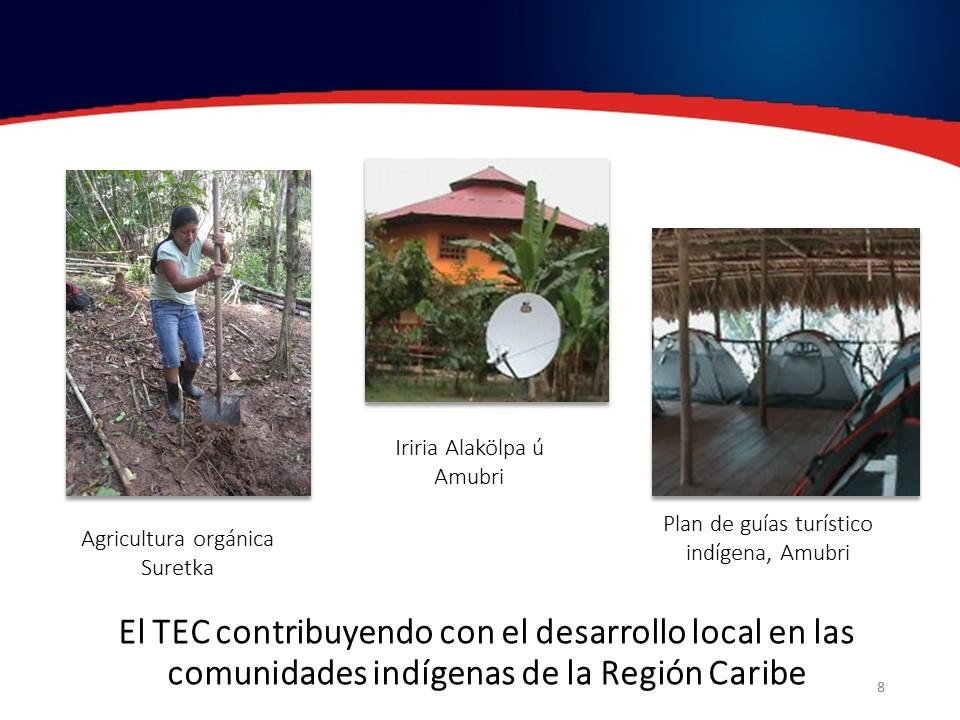 Iriria Alakölpa ú
Amubri
Agricultura orgánica
Suretka
Plan de guías turístico
indígena, Amubri
El TEC contribuyendo con el desarrollo local en las
comunidades indígenas de la Región Caribe
8